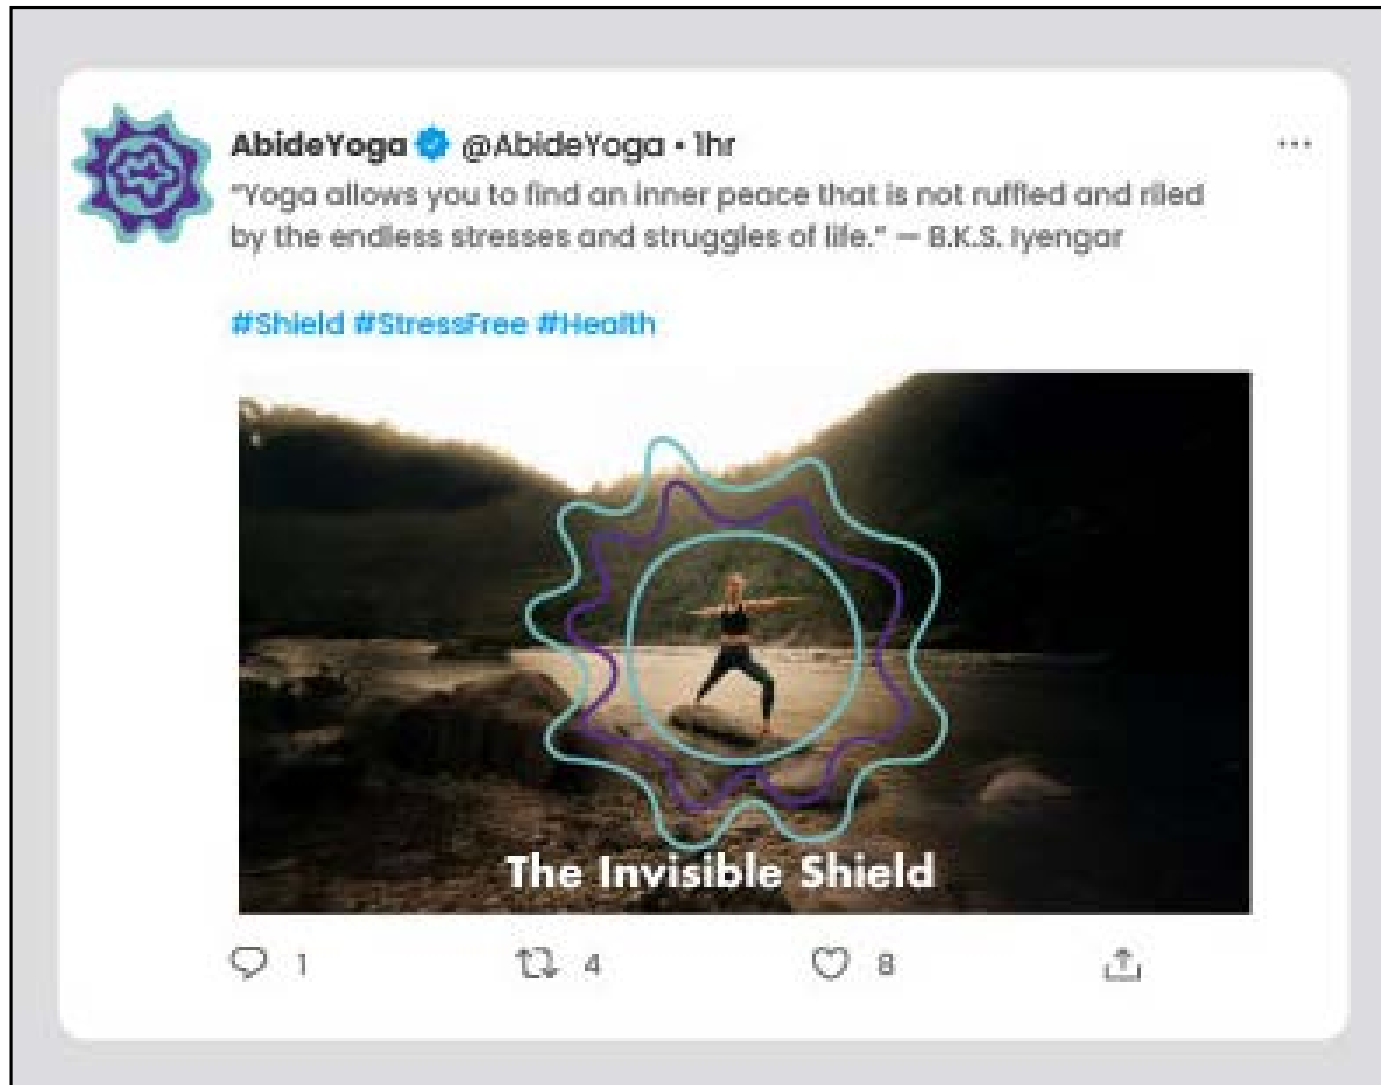 AbideYoga @AbideYoga • 1hr
"Yoga allows you to find an inner peace that is not ruffled and riled
by the endless stresses and struggles of life." — B.K.S. Iyengar
#Shield #StressFree #Health
The Invisible Shield
1 4 8